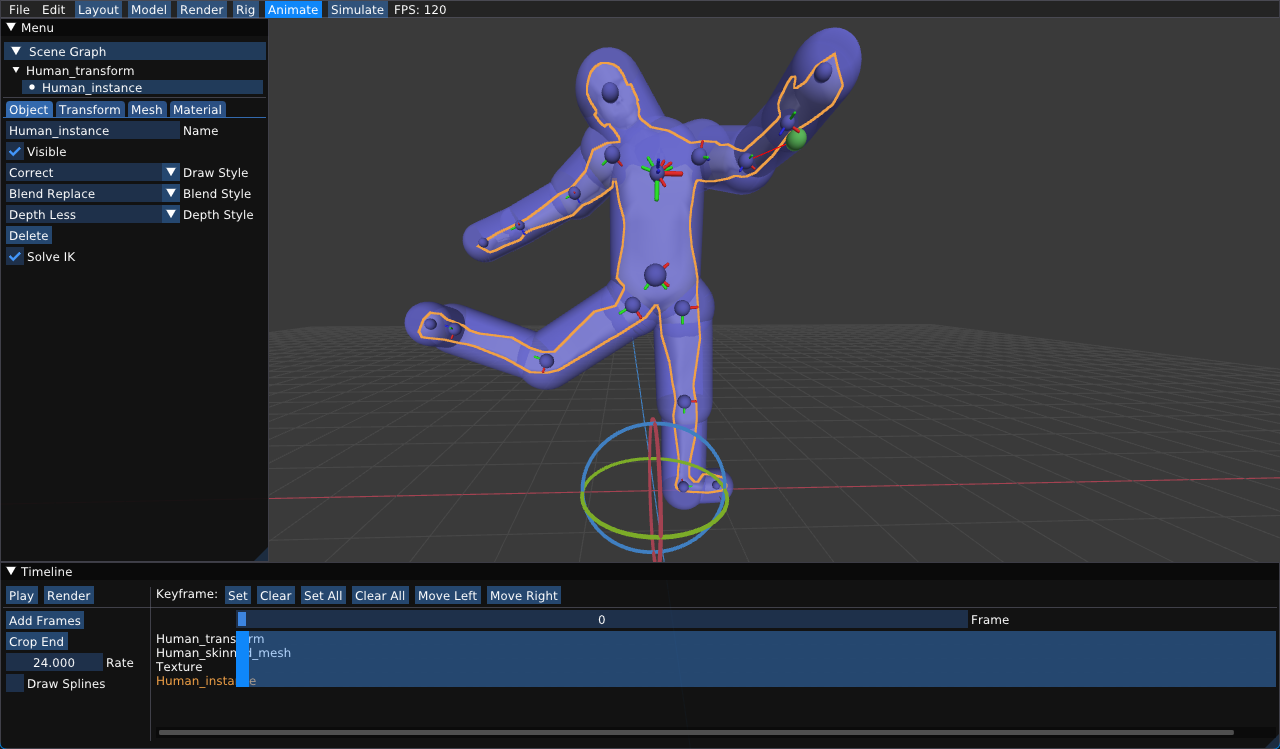 File Edit Layout Model Render Rig Animate Simulate FPS: 120
Menu
Scene Graph
Human_transform
Human_instance
Object Transform Mesh Material
Human_instance Name
Visible
Correct Draw Style
Blend Replace Blend Style
Depth Less Depth Style
Delete
Solve IK
Timeline
Play Render Keyframe: Set Clear Set All Clear All Move Left Move Right
Add Frames 0 Frame
Crop End Human_transform
24.000 Rate Human_skinned_mesh
Texture
Draw Splines Human_instance